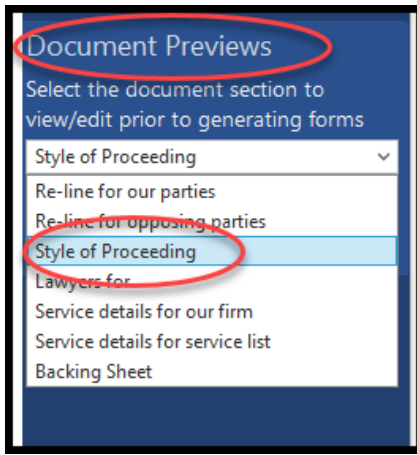 Document Previews
Select the document section to
view/edit prior to generating forms
Style of Proceeding
Re-line for our parties
Re-line for opposing parties
Style of Proceeding
Lawyers for
Service details for our firm
Service details for service list
Backing Sheet